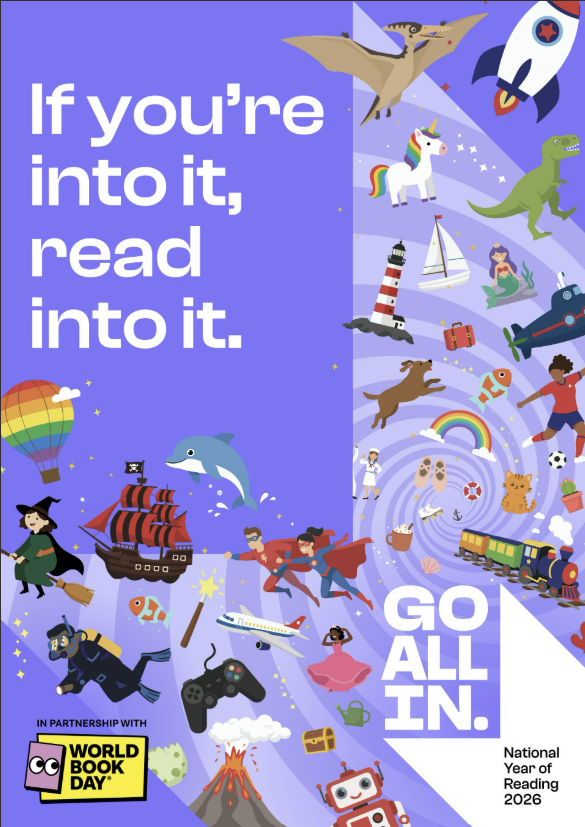 If you’re
into it,
read
into it.
GO
ALL
IN.
IN PARTNERSHIP WITH
WORLD
BOOK
DAY®
National
Year of
Reading
2026